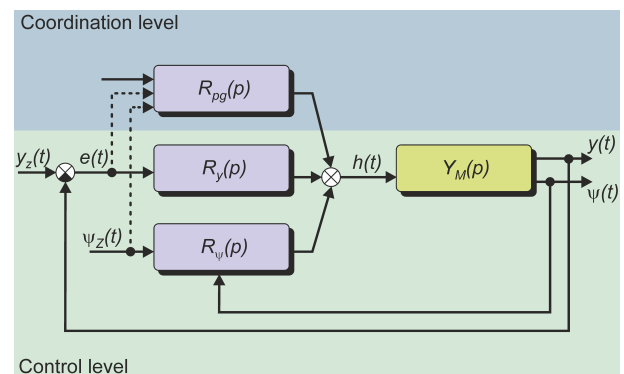 Coordination level
R_pg(p)
y_z(t)
e(t)
R_y(p)
h(t)
Y_M(p)
y(t)
ψ(t)
ψ_Z(t)
R_ψ(p)
Control level